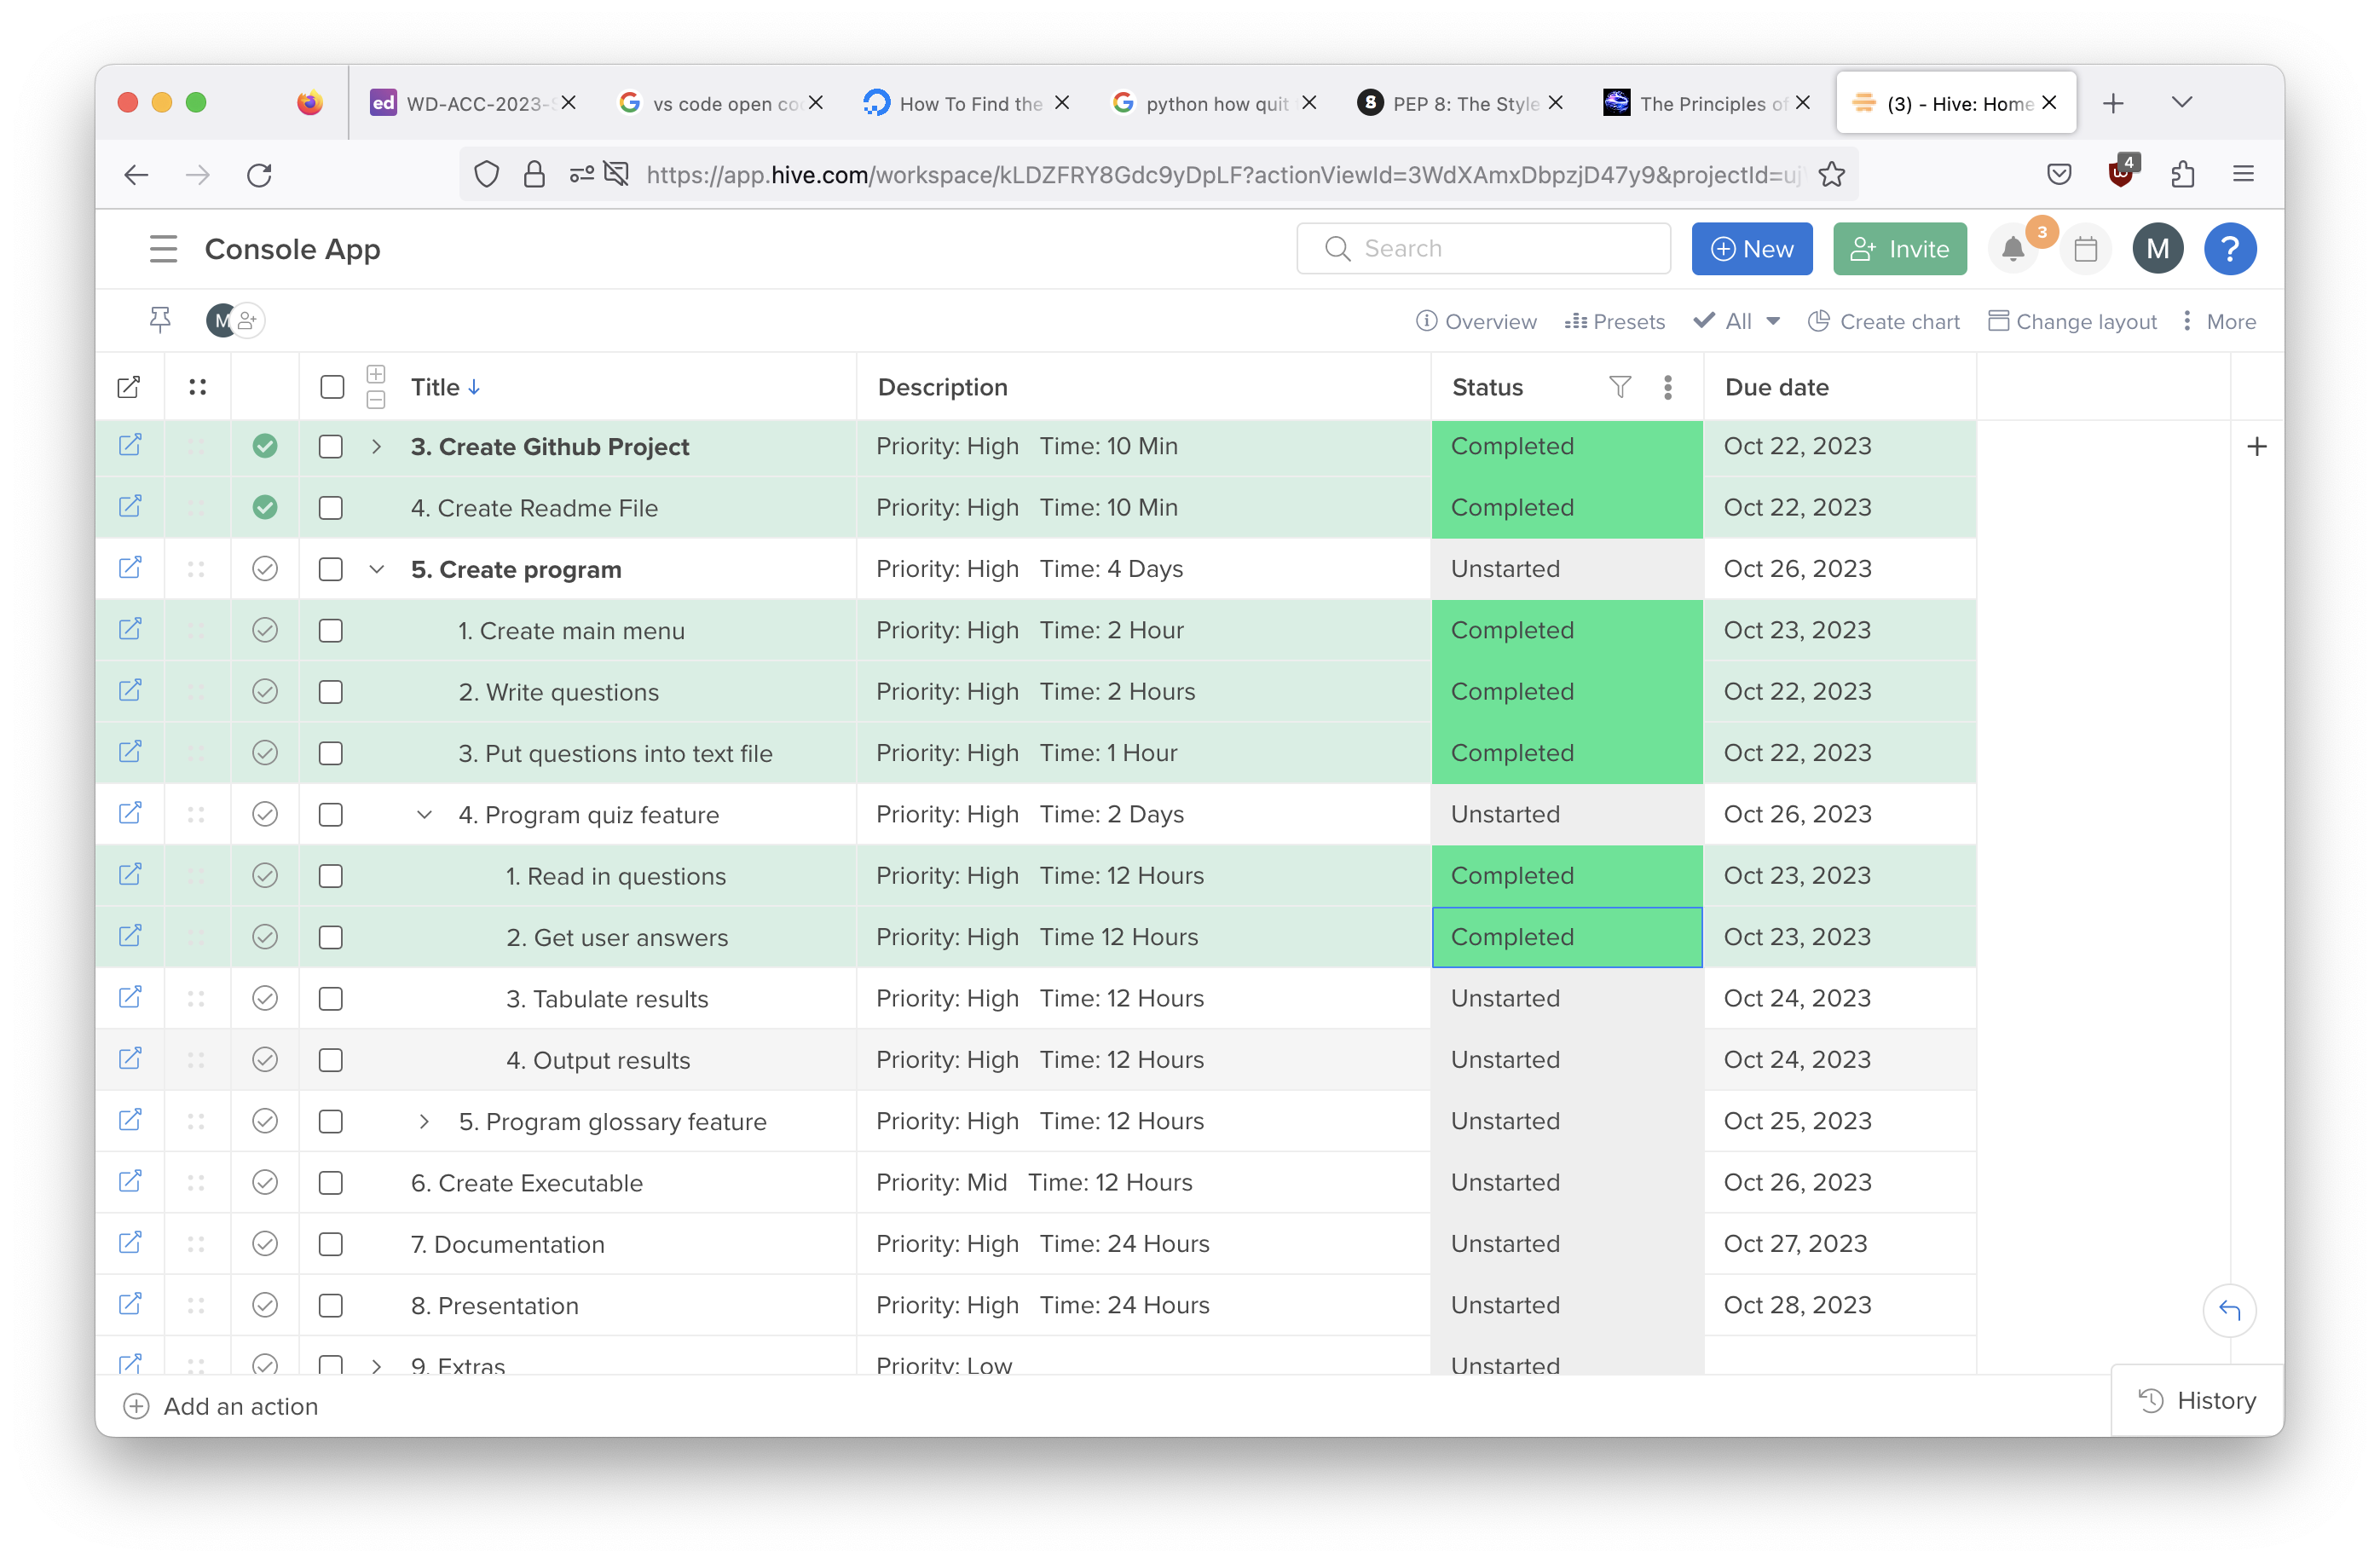 ed WD-ACC-2023-S vs code open co How To Find the python how quit 8 PEP 8: The Style The Principles of (3) - Hive: Home
https://app.hive.com/workspace/kLDZFRY8Gdc9yDpLF?actionViewId=3WdXAmxDbpzjD47y9&projectId=uj 4
Console App Search New Invite 3 M ?
M Overview Presets All Create chart Change layout More
Title Description Status Due date
3. Create Github Project Priority: High Time: 10 Min Completed Oct 22, 2023
4. Create Readme File Priority: High Time: 10 Min Completed Oct 22, 2023
5. Create program Priority: High Time: 4 Days Unstarted Oct 26, 2023
1. Create main menu Priority: High Time: 2 Hour Completed Oct 23, 2023
2. Write questions Priority: High Time: 2 Hours Completed Oct 22, 2023
3. Put questions into text file Priority: High Time: 1 Hour Completed Oct 22, 2023
4. Program quiz feature Priority: High Time: 2 Days Unstarted Oct 26, 2023
1. Read in questions Priority: High Time: 12 Hours Completed Oct 23, 2023
2. Get user answers Priority: High Time 12 Hours Completed Oct 23, 2023
3. Tabulate results Priority: High Time: 12 Hours Unstarted Oct 24, 2023
4. Output results Priority: High Time: 12 Hours Unstarted Oct 24, 2023
5. Program glossary feature Priority: High Time: 12 Hours Unstarted Oct 25, 2023
6. Create Executable Priority: Mid Time: 12 Hours Unstarted Oct 26, 2023
7. Documentation Priority: High Time: 24 Hours Unstarted Oct 27, 2023
8. Presentation Priority: High Time: 24 Hours Unstarted Oct 28, 2023
9. Extras Priority: Low Unstarted
Add an action History